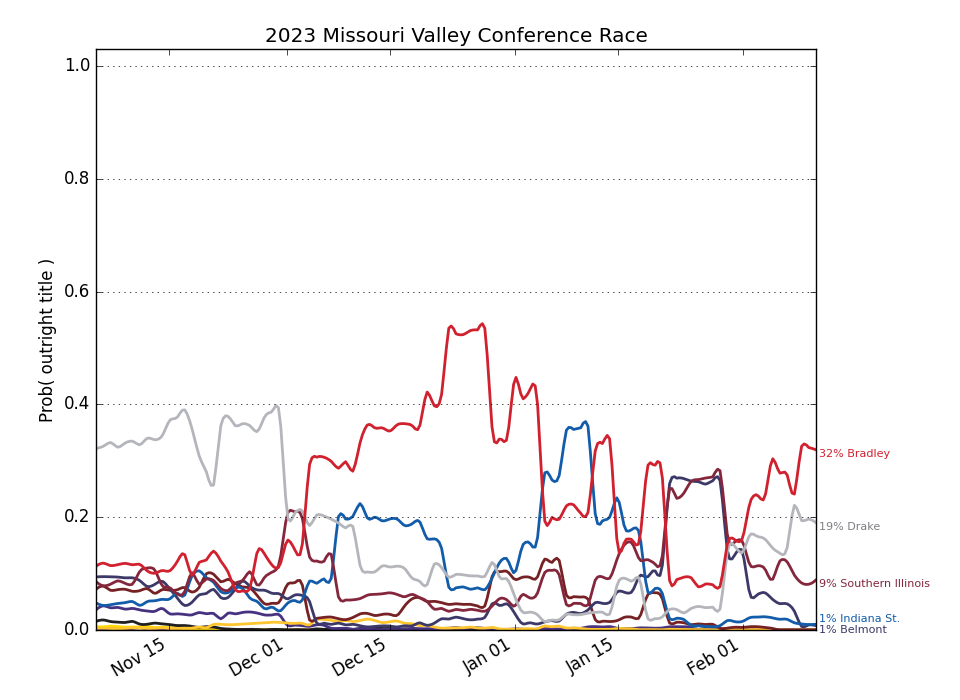 2023 Missouri Valley Conference Race
Prob( outright title )
1.0
0.8
0.6
0.4
0.2
0.0
Nov 15
Dec 01
Dec 15
Jan 01
Jan 15
Feb 01
32% Bradley
19% Drake
9% Southern Illinois
1% Indiana St.
1% Belmont